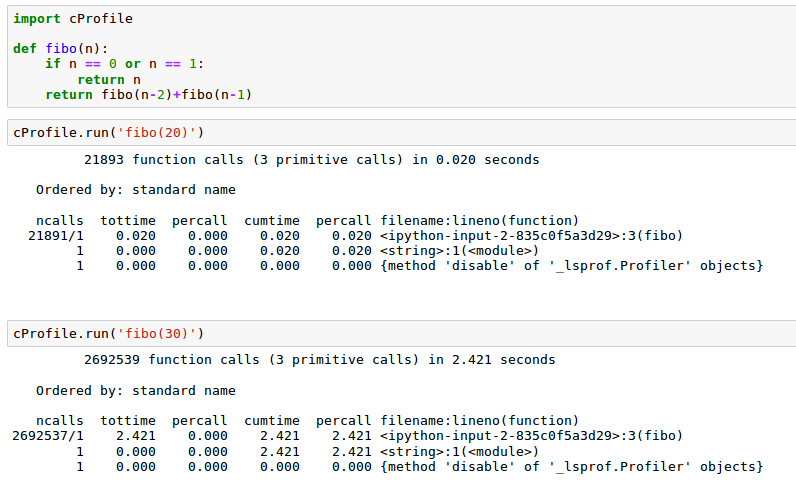 import cProfile
def fibo(n):
    if n == 0 or n == 1:
        return n
    return fibo(n-2)+fibo(n-1)
cProfile.run('fibo(20)')
         21893 function calls (3 primitive calls) in 0.020 seconds
   Ordered by: standard name
   ncalls  tottime  percall  cumtime  percall filename:lineno(function)
  21891/1    0.020    0.000    0.020    0.020 <ipython-input-2-835c0f5a3d29>:3(fibo)
        1    0.000    0.000    0.020    0.020 <string>:1(<module>)
        1    0.000    0.000    0.000    0.000 {method 'disable' of '_lsprof.Profiler' objects}
cProfile.run('fibo(30)')
         2692539 function calls (3 primitive calls) in 2.421 seconds
   Ordered by: standard name
   ncalls  tottime  percall  cumtime  percall filename:lineno(function)
2692537/1    2.421    0.000    2.421    2.421 <ipython-input-2-835c0f5a3d29>:3(fibo)
        1    0.000    0.000    2.421    2.421 <string>:1(<module>)
        1    0.000    0.000    0.000    0.000 {method 'disable' of '_lsprof.Profiler' objects}